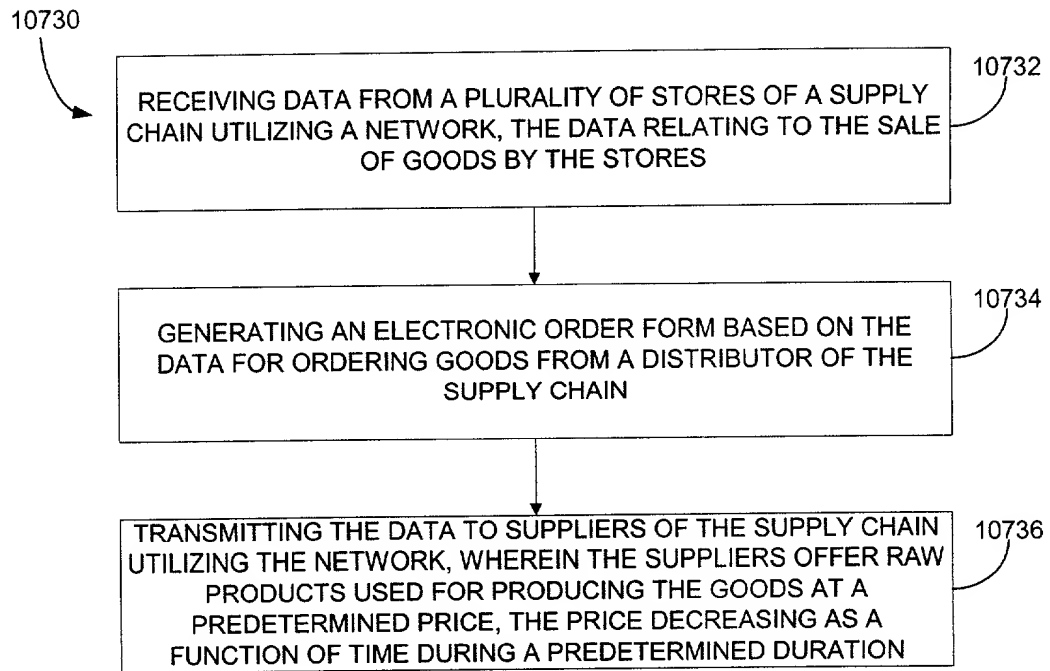 10730
10732
RECEIVING DATA FROM A PLURALITY OF STORES OF A SUPPLY
CHAIN UTILIZING A NETWORK, THE DATA RELATING TO THE SALE
OF GOODS BY THE STORES
10734
GENERATING AN ELECTRONIC ORDER FORM BASED ON THE
DATA FOR ORDERING GOODS FROM A DISTRIBUTOR OF THE
SUPPLY CHAIN
10736
TRANSMITTING THE DATA TO SUPPLIERS OF THE SUPPLY CHAIN
UTILIZING THE NETWORK, WHEREIN THE SUPPLIERS OFFER RAW
PRODUCTS USED FOR PRODUCING THE GOODS AT A
PREDETERMINED PRICE, THE PRICE DECREASING AS A
FUNCTION OF TIME DURING A PREDETERMINED DURATION